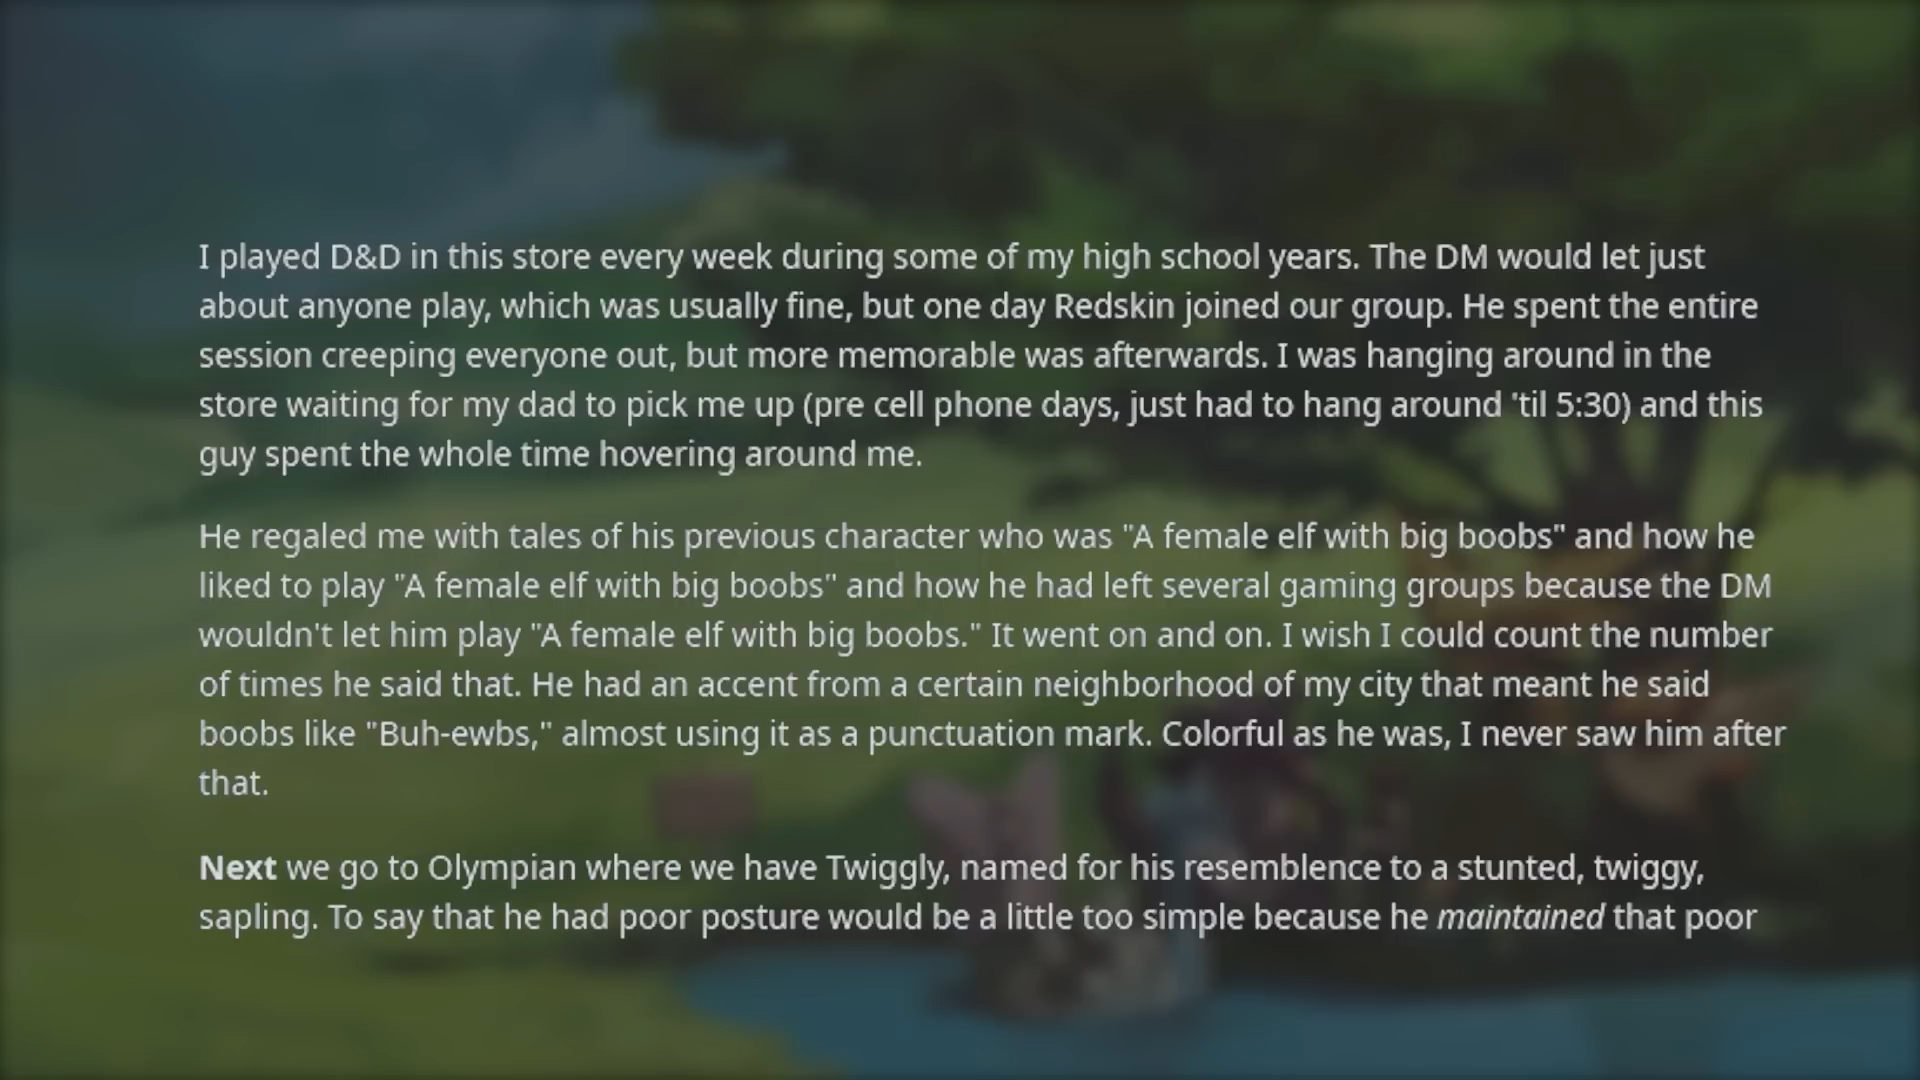 I played D&D in this store every week during some of my high school years. The DM would let just
about anyone play, which was usually fine, but one day Redskin joined our group. He spent the entire
session creeping everyone out, but more memorable was afterwards. I was hanging around in the
store waiting for my dad to pick me up (pre cell phone days, just had to hang around 'til 5:30) and this
guy spent the whole time hovering around me.
He regaled me with tales of his previous character who was "A female elf with big boobs" and how he
liked to play "A female elf with big boobs" and how he had left several gaming groups because the DM
wouldn't let him play "A female elf with big boobs." It went on and on. I wish I could count the number
of times he said that. He had an accent from a certain neighborhood of my city that meant he said
boobs like "Buh-ewbs," almost using it as a punctuation mark. Colorful as he was, I never saw him after
that.
Next we go to Olympian where we have Twiggly, named for his resemblence to a stunted, twiggy,
sapling. To say that he had poor posture would be a little too simple because he maintained that poor